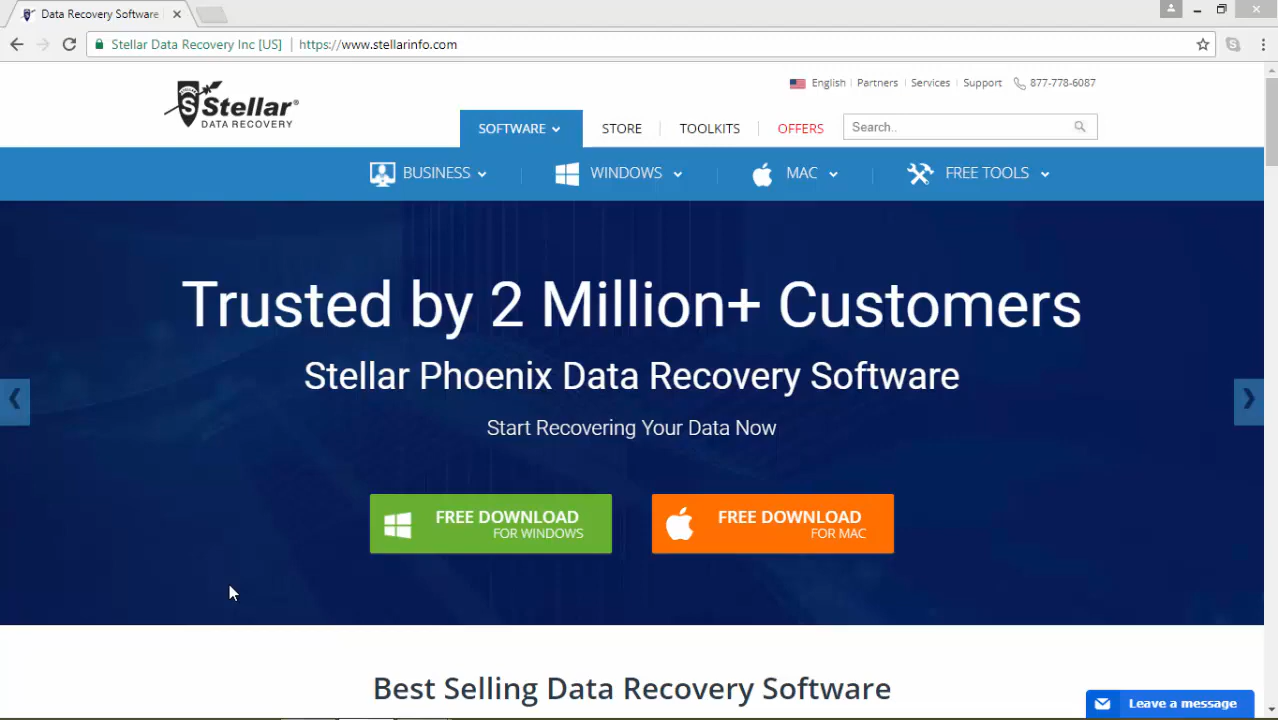 Data Recovery Software
Stellar Data Recovery Inc [US] https://www.stellarinfo.com
English Partners Services Support 877-778-6087
Stellar®
DATA RECOVERY
SOFTWARE STORE TOOLKITS OFFERS Search..
BUSINESS WINDOWS MAC FREE TOOLS
Trusted by 2 Million+ Customers
Stellar Phoenix Data Recovery Software
Start Recovering Your Data Now
FREE DOWNLOAD
FOR WINDOWS
FREE DOWNLOAD
FOR MAC
Best Selling Data Recovery Software
Leave a message